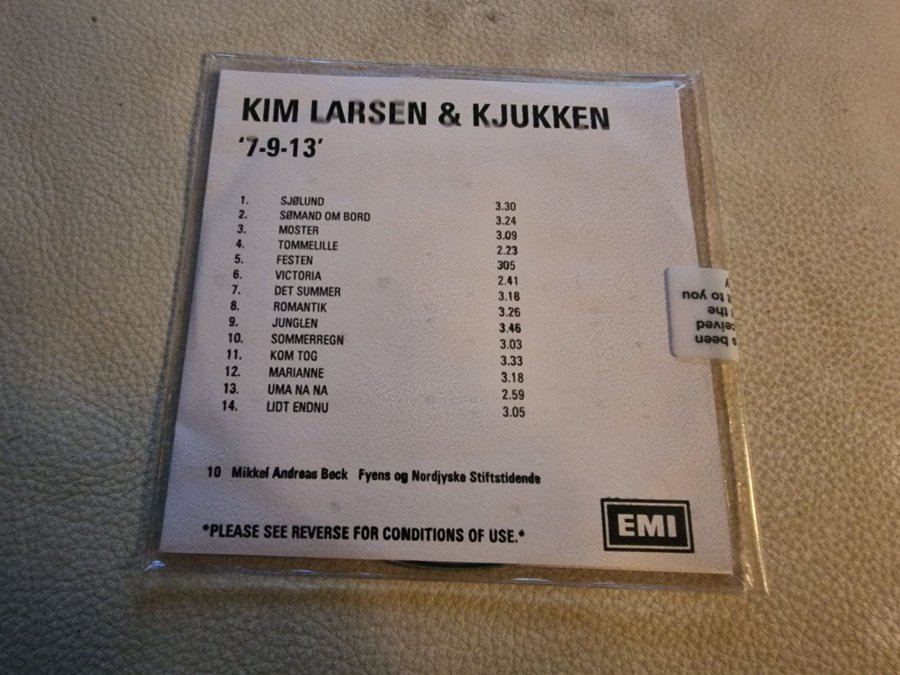 KIM LARSEN & KJUKKEN
'7-9-13'
1. SJØLUND 3.30
2. SØMAND OM BORD 3.24
3. MOSTER 3.09
4. TOMMELILLE 2.23
5. FESTEN 305
6. VICTORIA 2.41
7. DET SUMMER 3.18
8. ROMANTIK 3.26
9. JUNGLEN 3.46
10. SOMMERREGN 3.03
11. KOM TOG 3.33
12. MARIANNE 3.18
13. UMA NA NA 2.59
14. LIDT ENDNU 3.05
10 Mikkel Andreas Beck Fyens og Nordjyske Stiftstidende
*PLEASE SEE REVERSE FOR CONDITIONS OF USE.*
EMI
been
the
to you